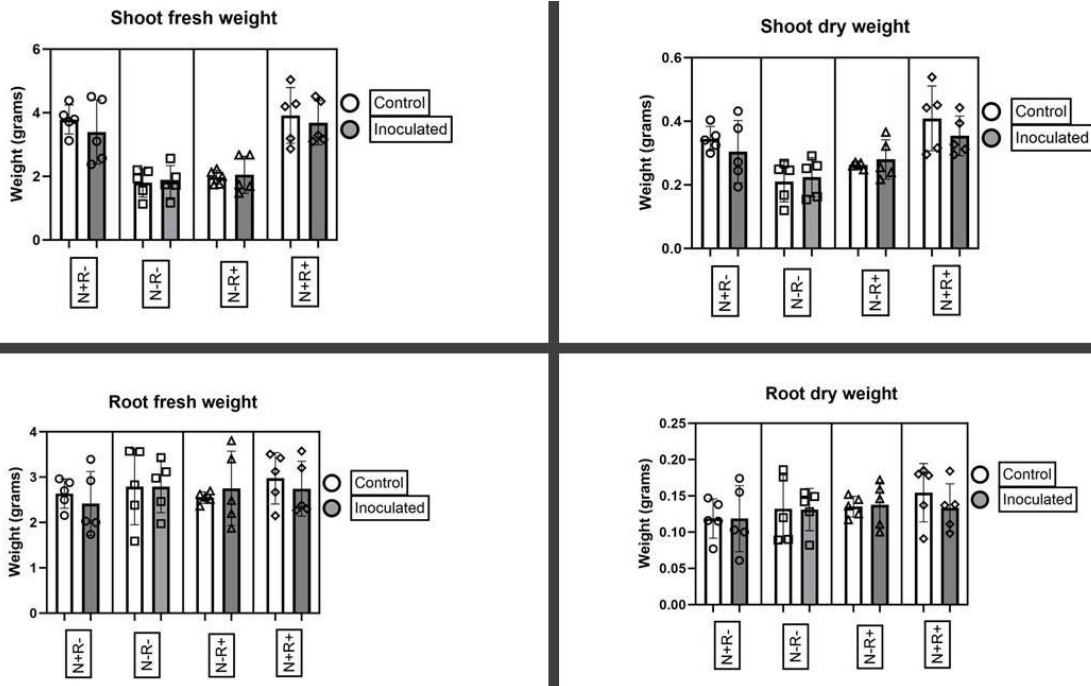 Shoot fresh weight
Weight (grams)
6
4
2
0
N+R-
N-R-
N-R+
N+R+
Control
Inoculated
Shoot dry weight
Weight (grams)
0.6
0.4
0.2
0.0
N+R-
N-R-
N-R+
N+R+
Control
Inoculated
Root fresh weight
Weight (grams)
4
3
2
1
0
N+R-
N-R-
N-R+
N+R+
Control
Inoculated
Root dry weight
Weight (grams)
0.25
0.20
0.15
0.10
0.05
0.00
N+R-
N-R-
N-R+
N+R+
Control
Inoculated